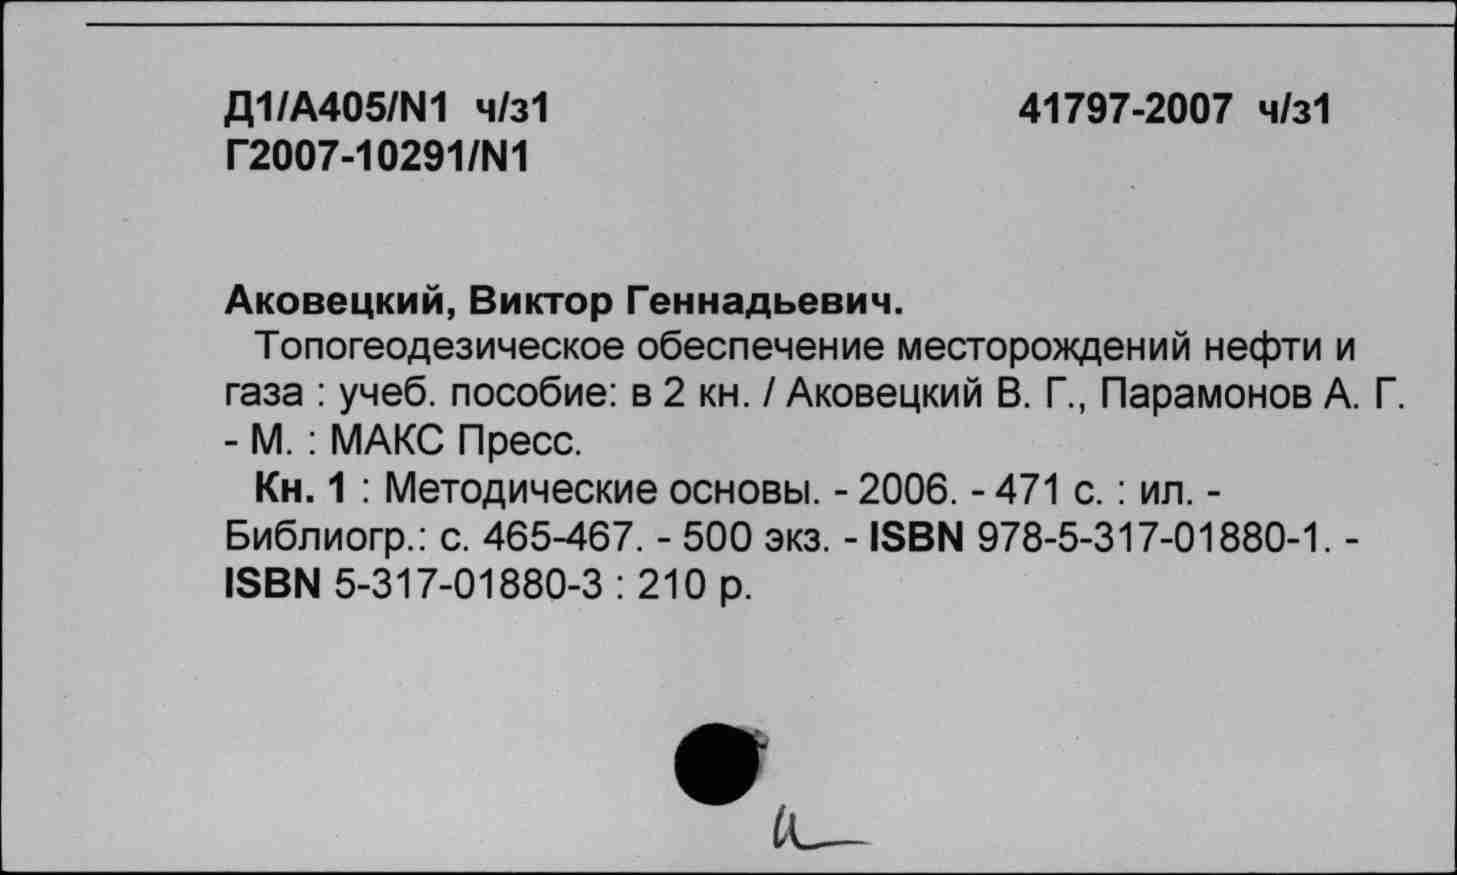 Д1/А405/N1 ч/з1 41797-2007 ч/з1
Г2007-10291/N1
Аковецкий, Виктор Геннадьевич.
Топогеодезическое обеспечение месторождений нефти и
газа : учеб. пособие: в 2 кн. / Аковецкий В. Г., Парамонов А. Г.
- М. : МАКС Пресс.
Кн. 1 : Методические основы. - 2006. - 471 с. : ил. -
Библиогр.: с. 465-467. - 500 экз. - ISBN 978-5-317-01880-1. -
ISBN 5-317-01880-3 : 210 р.